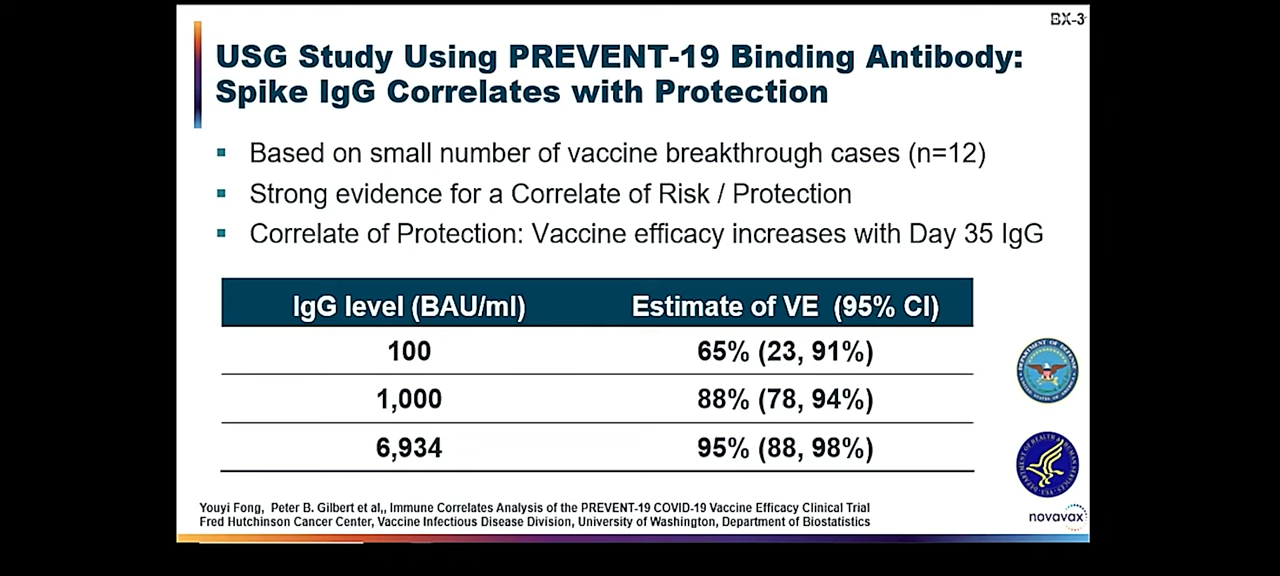 BX-3
USG Study Using PREVENT-19 Binding Antibody:
Spike IgG Correlates with Protection
▪ Based on small number of vaccine breakthrough cases (n=12)
▪ Strong evidence for a Correlate of Risk / Protection
▪ Correlate of Protection: Vaccine efficacy increases with Day 35 IgG
IgG level (BAU/ml) Estimate of VE (95% CI)
100 65% (23, 91%)
1,000 88% (78, 94%)
6,934 95% (88, 98%)
DEPARTMENT OF DEFENSE
Youyi Fong, Peter B. Gilbert et al,, Immune Correlates Analysis of the PREVENT-19 COVID-19 Vaccine Efficacy Clinical Trial
Fred Hutchinson Cancer Center, Vaccine Infectious Disease Division, University of Washington, Department of Biostatistics
novavax